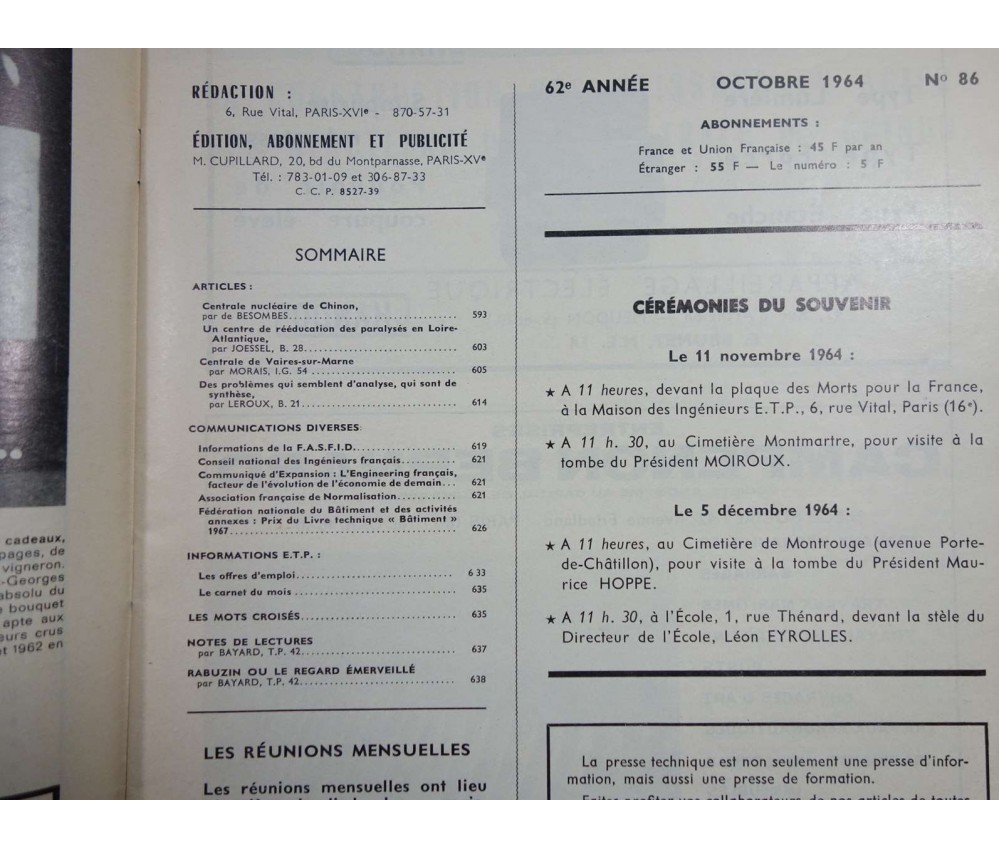 cadeaux,
pages, de
vigneron.
-Georges
absolu du
bouquet
apte aux
eurs crus
1962 en
RÉDACTION :
6, Rue Vital, PARIS-XVIe - 870-57-31
ÉDITION, ABONNEMENT ET PUBLICITÉ
M. CUPILLARD, 20, bd du Montparnasse, PARIS-XVe
Tél. : 783-01-09 et 306-87-33
C. C. P. 8527-39
SOMMAIRE
ARTICLES :
Centrale nucléaire de Chinon,
par de BESOMBES 593
Un centre de rééducation des paralysés en Loire-
Atlantique,
par JOESSEL, B. 28 603
Centrale de Vaires-sur-Marne
par MORAIS, I.G. 54 605
Des problèmes qui semblent d'analyse, qui sont de
synthèse,
par LEROUX, B. 21 614
COMMUNICATIONS DIVERSES:
Informations de la F.A.S.F.I.D. 619
Conseil national des Ingénieurs français 621
Communiqué d'Expansion : L'Engineering français,
facteur de l'évolution de l'économie de demain... 621
Association française de Normalisation 621
Fédération nationale du Bâtiment et des activités
annexes : Prix du Livre technique « Bâtiment »
1967 626
INFORMATIONS E.T.P. :
Les offres d'emploi 6 33
Le carnet du mois 635
LES MOTS CROISÉS 635
NOTES DE LECTURES
par BAYARD, T.P. 42 637
RABUZIN OU LE REGARD ÉMERVEILLÉ
par BAYARD, T.P. 42 638
LES RÉUNIONS MENSUELLES
Les réunions mensuelles ont lieu
62e ANNÉE OCTOBRE 1964 No 86
ABONNEMENTS :
France et Union Française : 45 F par an
Étranger : 55 F — Le numéro : 5 F
CÉRÉMONIES DU SOUVENIR
Le 11 novembre 1964 :
★ A 11 heures, devant la plaque des Morts pour la France,
à la Maison des Ingénieurs E.T.P., 6, rue Vital, Paris (16e).
★ A 11 h. 30, au Cimetière Montmartre, pour visite à la
tombe du Président MOIROUX.
Le 5 décembre 1964 :
★ A 11 heures, au Cimetière de Montrouge (avenue Porte-
de-Châtillon), pour visite à la tombe du Président Mau-
rice HOPPE.
★ A 11 h. 30, à l'École, 1, rue Thénard, devant la stèle du
Directeur de l'École, Léon EYROLLES.
La presse technique est non seulement une presse d'infor-
mation, mais aussi une presse de formation.